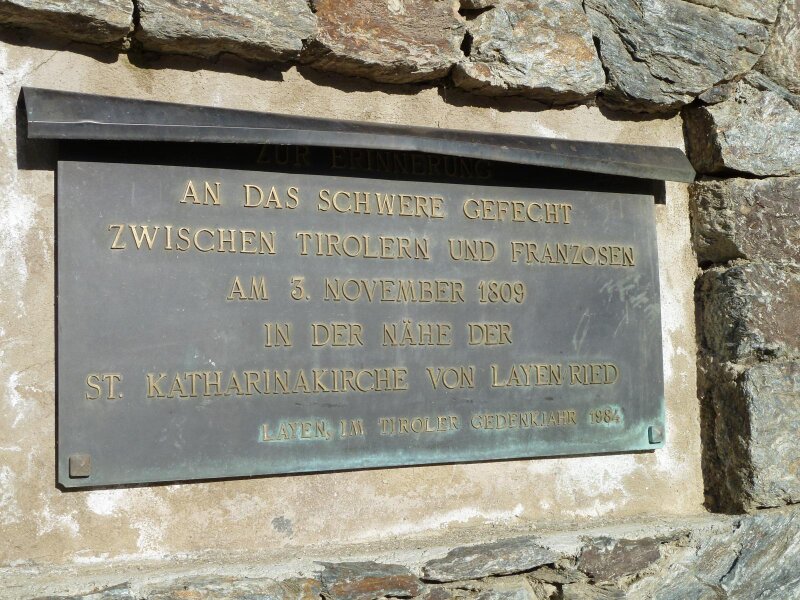 ZUR ERINNERUNG
AN DAS SCHWERE GEFECHT
ZWISCHEN TIROLERN UND FRANZOSEN
AM 3. NOVEMBER 1809
IN DER NÄHE DER
ST. KATHARINAKIRCHE VON LAYEN/RIED
LAYEN, IM TIROLER GEDENKJAHR 1984